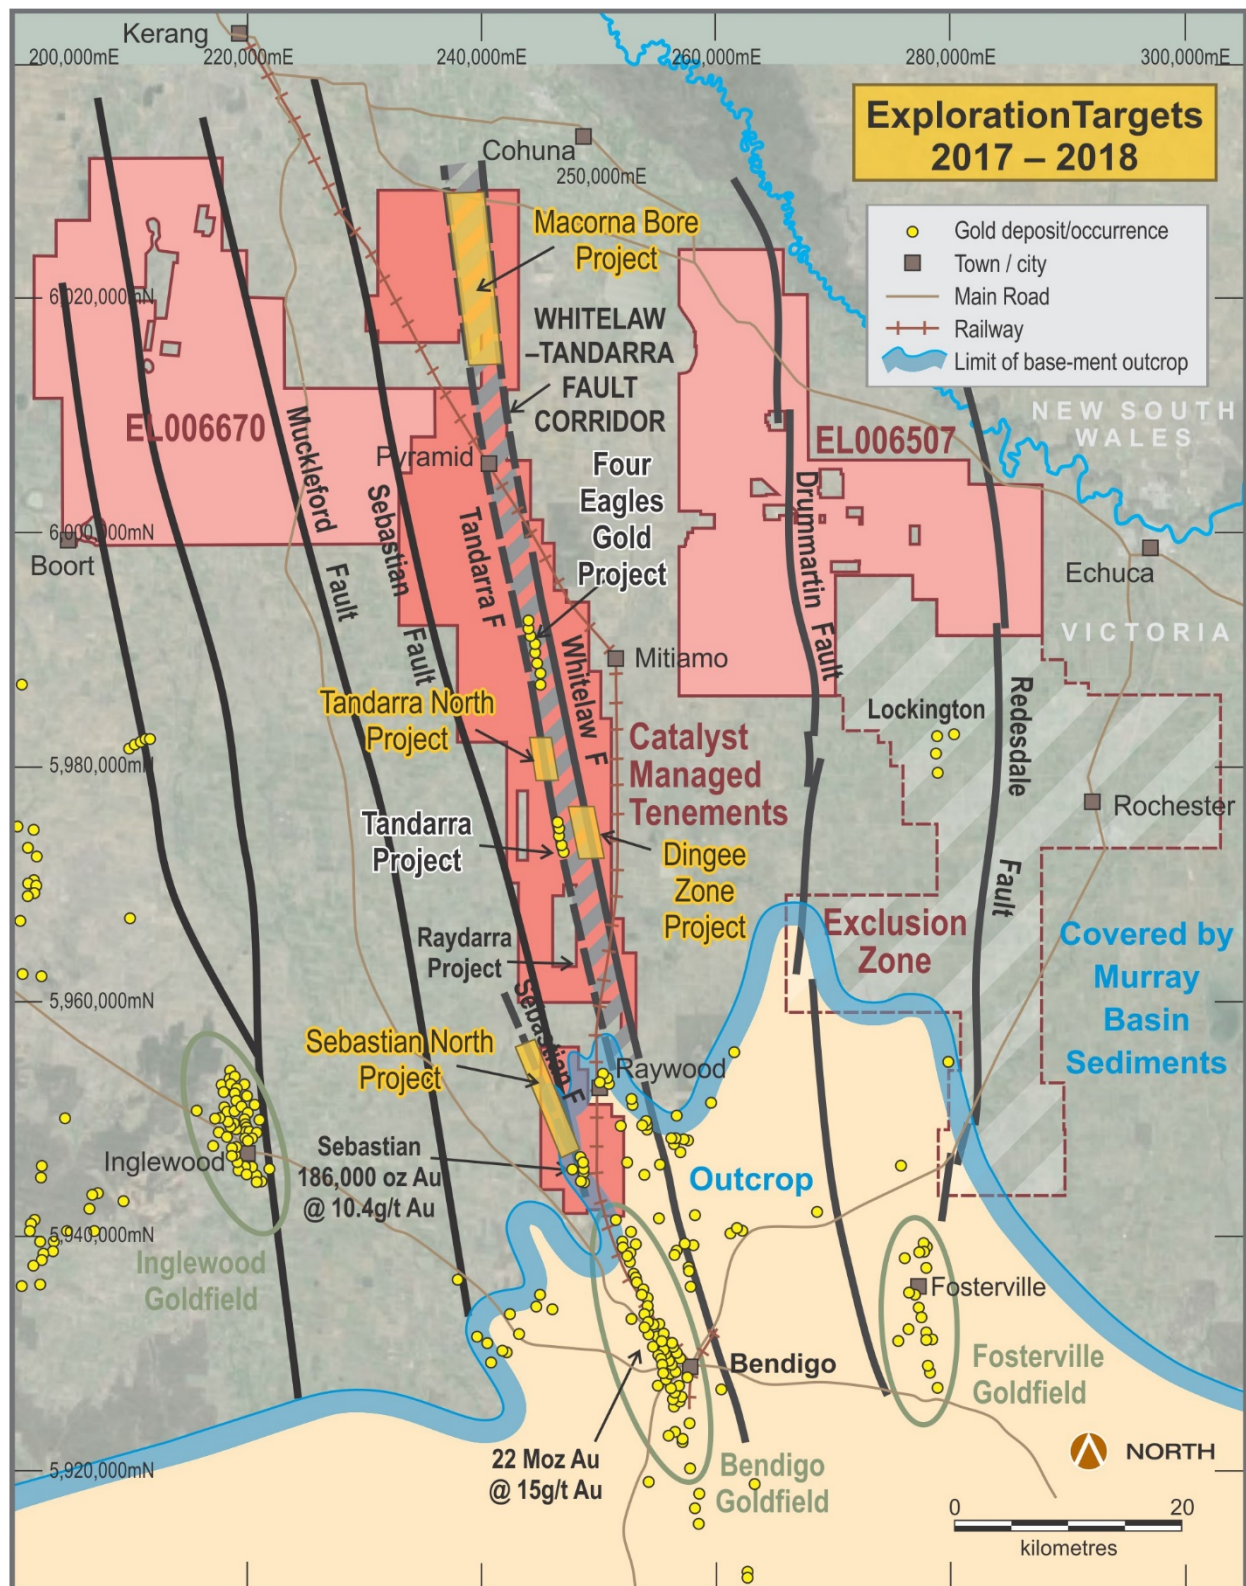 Kerang
200,000mE
220,000mE
240,000mE
260,000mE
280,000mE
300,000mE
ExplorationTargets
2017 – 2018
Cohuna
250,000mE
Gold deposit/occurrence
Town / city
Main Road
Railway
Limit of base-ment outcrop
Macorna Bore
Project
6,020,000mN
WHITELAW
–TANDARRA
FAULT
CORRIDOR
NEW SOUTH
WALES
EL006670
EL006507
Muckleford
Fault
Pyramid
Sebastian
Fault
Tandarra F
Four
Eagles
Gold
Project
Drummartin
Fault
6,000,000mN
Boort
Echuca
VICTORIA
Whitelaw F
Mitiamo
Tandarra North
Project
Lockington
Redesdale
Fault
Catalyst
Managed
Tenements
5,980,000mN
Rochester
Tandarra
Project
Dingee
Zone
Project
Raydarra
Project
Exclusion
Zone
Covered by
Murray
Basin
Sediments
5,960,000mN
Sebastian F
Sebastian North
Project
Raywood
Inglewood
Sebastian
186,000 oz Au
@ 10.4g/t Au
Outcrop
5,940,000mN
Inglewood
Goldfield
Fosterville
Bendigo
Fosterville
Goldfield
22 Moz Au
@ 15g/t Au
Bendigo
Goldfield
5,920,000mN
NORTH
0
20
kilometres